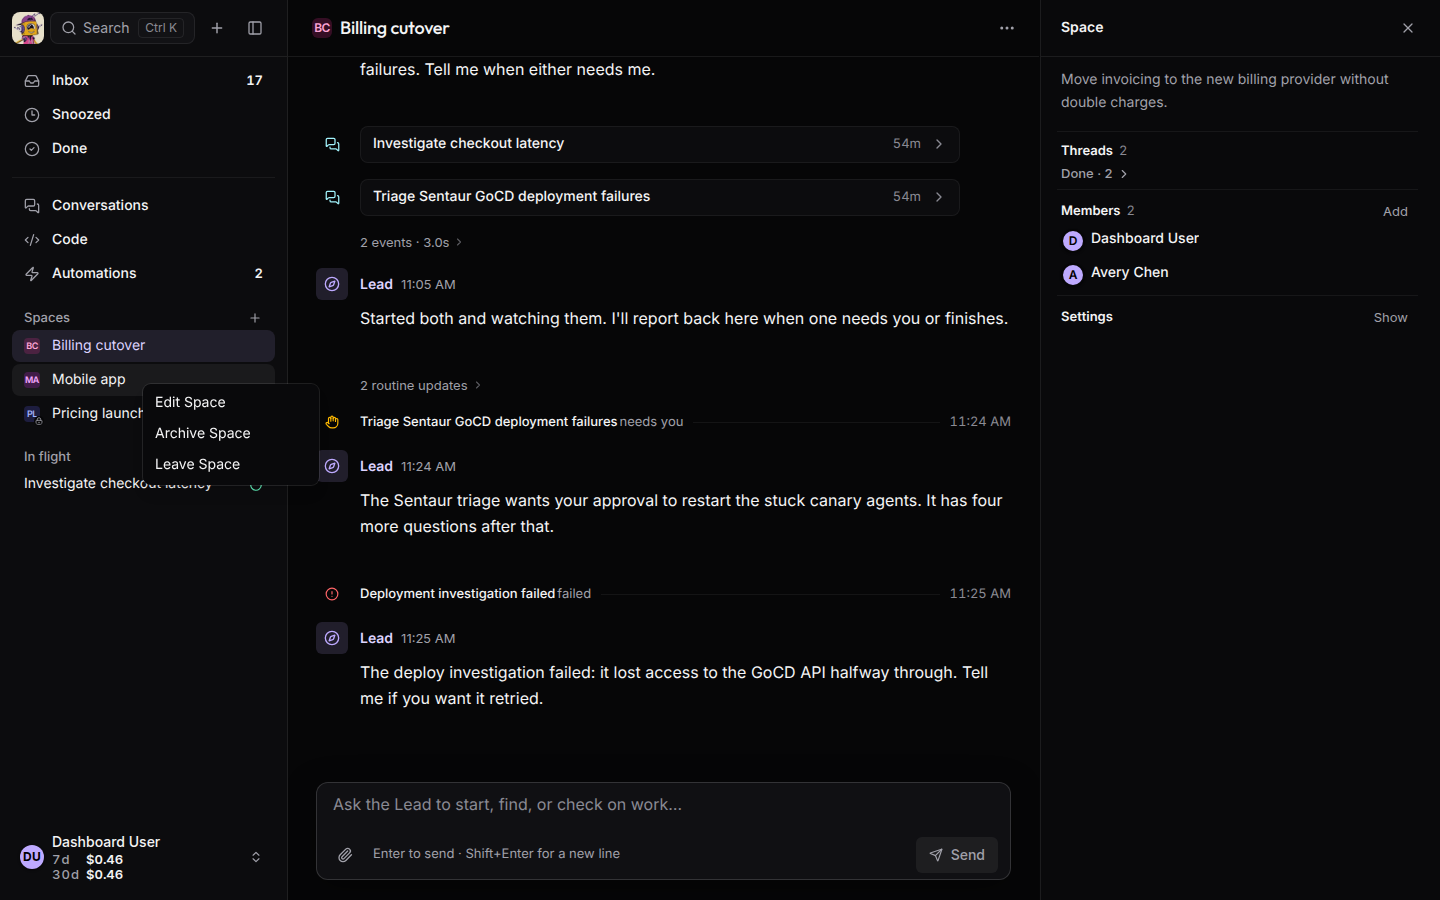 Search Ctrl K
Inbox 17
Snoozed
Done
Conversations
Code
Automations 2
Spaces
BC Billing cutover
MA Mobile app
PL Pricing launch
Edit Space
Archive Space
Leave Space
In flight
Investigate checkout latency
DU Dashboard User
7d $0.46
30d $0.46
BC Billing cutover
failures. Tell me when either needs me.
Investigate checkout latency 54m
Triage Sentaur GoCD deployment failures 54m
2 events · 3.0s
Lead 11:05 AM
Started both and watching them. I'll report back here when one needs you or finishes.
2 routine updates
Triage Sentaur GoCD deployment failures needs you 11:24 AM
Lead 11:24 AM
The Sentaur triage wants your approval to restart the stuck canary agents. It has four
more questions after that.
Deployment investigation failed failed 11:25 AM
Lead 11:25 AM
The deploy investigation failed: it lost access to the GoCD API halfway through. Tell
me if you want it retried.
Ask the Lead to start, find, or check on work...
Enter to send · Shift+Enter for a new line
Send
Space
Move invoicing to the new billing provider without
double charges.
Threads 2
Done · 2
Members 2 Add
D Dashboard User
A Avery Chen
Settings Show